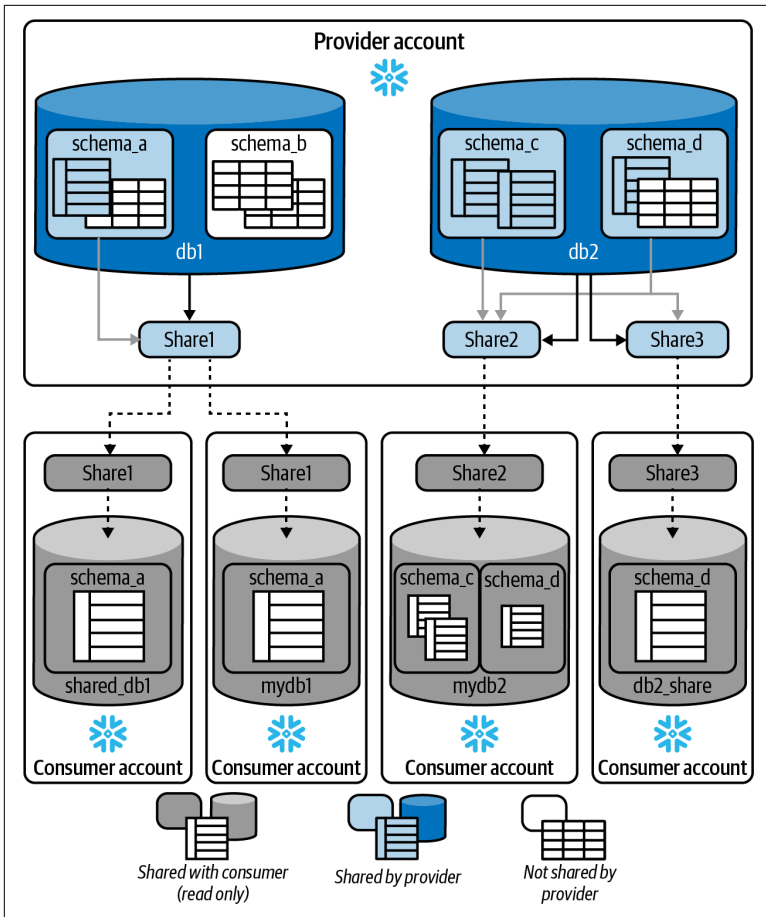 Provider account
schema_a
schema_b
schema_c
schema_d
db1
db2
Share1
Share2
Share3
Share1
Share1
Share2
Share3
schema_a
schema_a
schema_c
schema_d
schema_d
shared_db1
mydb1
mydb2
db2_share
Consumer account
Consumer account
Consumer account
Consumer account
Shared with consumer
(read only)
Shared by provider
Not shared by
provider